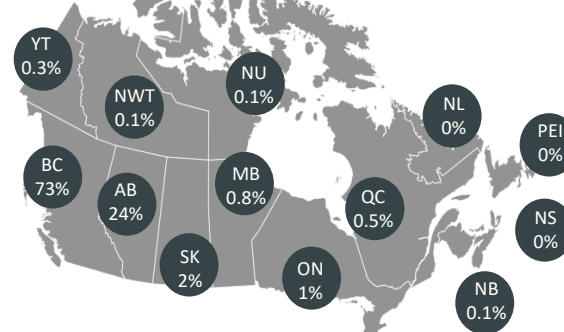 YT
0.3%
NWT
0.1%
NU
0.1%
NL
0%
PEI
0%
BC
73%
AB
24%
MB
0.8%
QC
0.5%
NS
0%
SK
2%
ON
1%
NB
0.1%